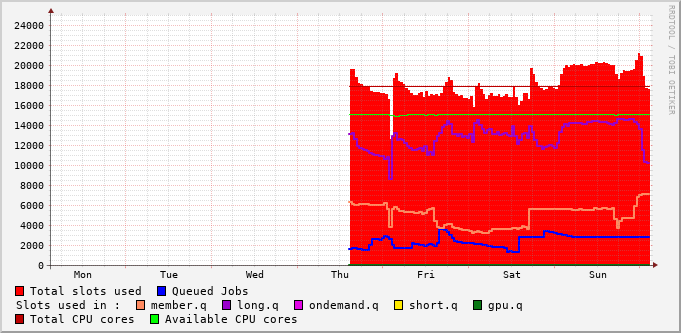 24000
22000
20000
18000
16000
14000
12000
10000
8000
6000
4000
2000
0
Mon Tue Wed Thu Fri Sat Sun
RRDTOOL / TOBI OETIKER
Total slots used Queued Jobs
Slots used in : member.q long.q ondemand.q short.q gpu.q
Total CPU cores Available CPU cores